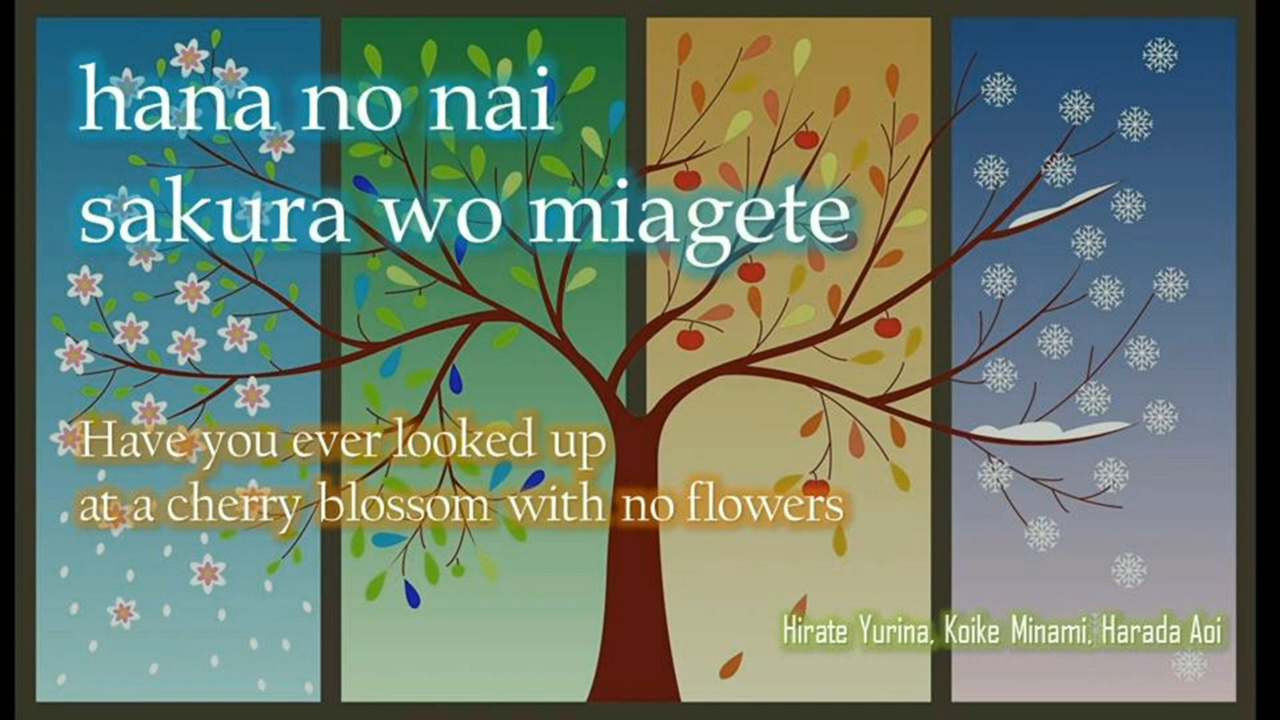 hana no nai
sakura wo miagete
Have you ever looked up
at a cherry blossom with no flowers
Hirate Yurina, Koike Minami, Harada Aoi